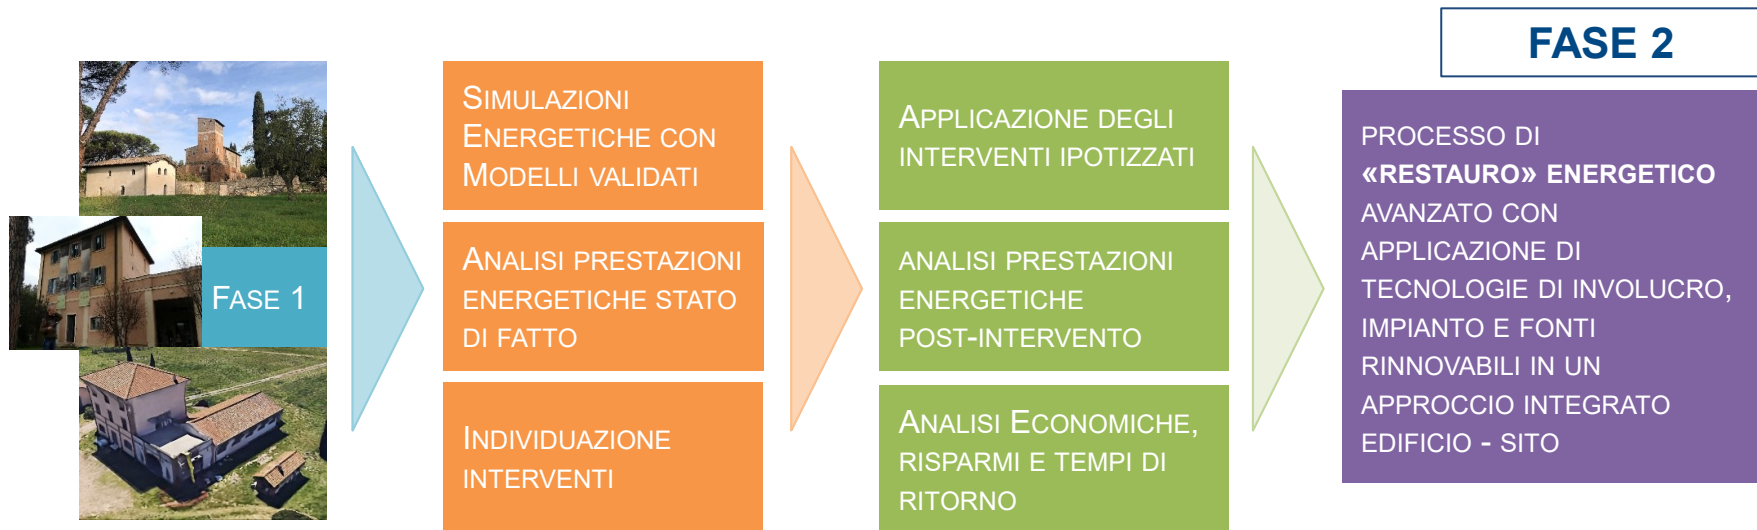 FASE 2
FASE 1
SIMULAZIONI
ENERGETICHE CON
MODELLI VALIDATI
ANALISI PRESTAZIONI
ENERGETICHE STATO
DI FATTO
INDIVIDUAZIONE
INTERVENTI
APPLICAZIONE DEGLI
INTERVENTI IPOTIZZATI
ANALISI PRESTAZIONI
ENERGETICHE
POST-INTERVENTO
ANALISI ECONOMICHE,
RISPARMI E TEMPI DI
RITORNO
PROCESSO DI
«RESTAURO» ENERGETICO
AVANZATO CON
APPLICAZIONE DI
TECNOLOGIE DI INVOLUCRO,
IMPIANTO E FONTI
RINNOVABILI IN UN
APPROCCIO INTEGRATO
EDIFICIO - SITO